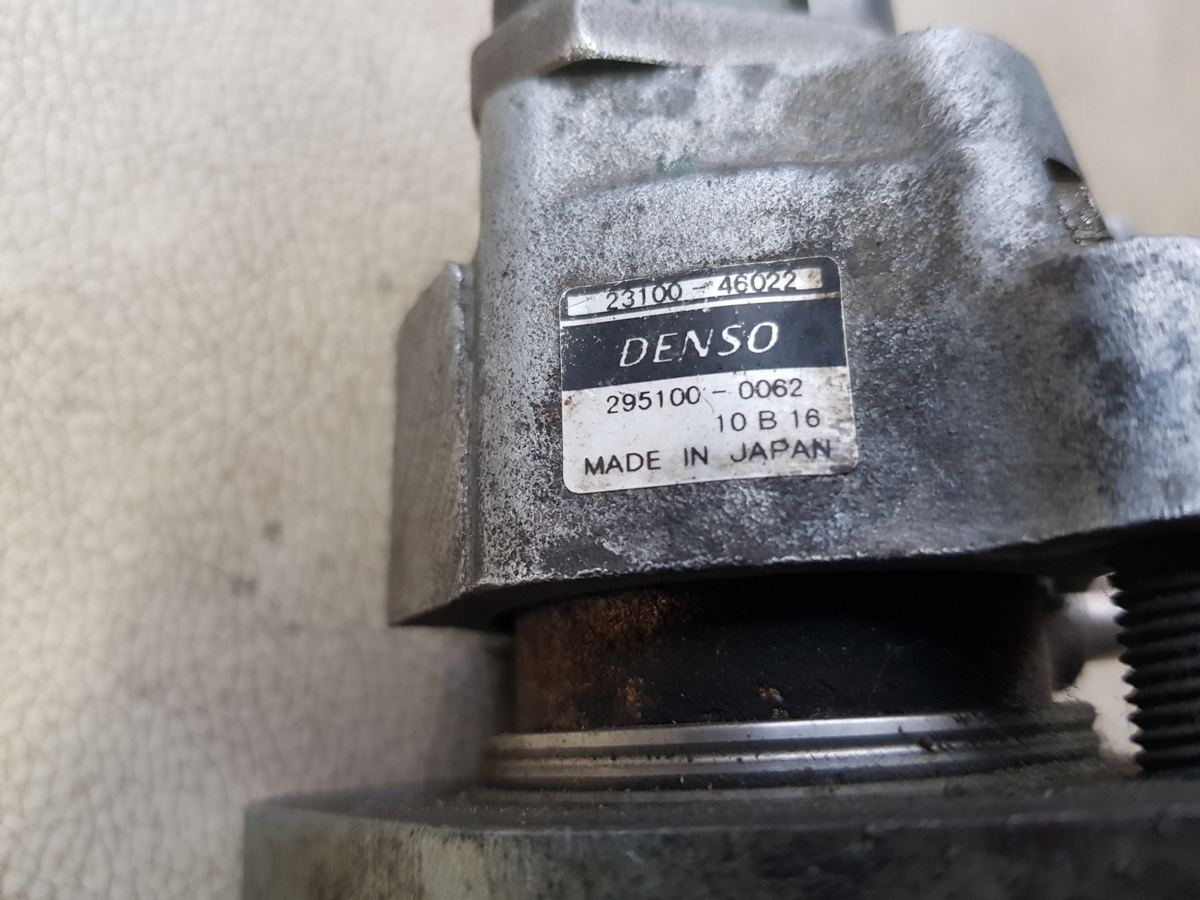 23100-46022
DENSO
295100-0062
10 B 16
MADE IN JAPAN